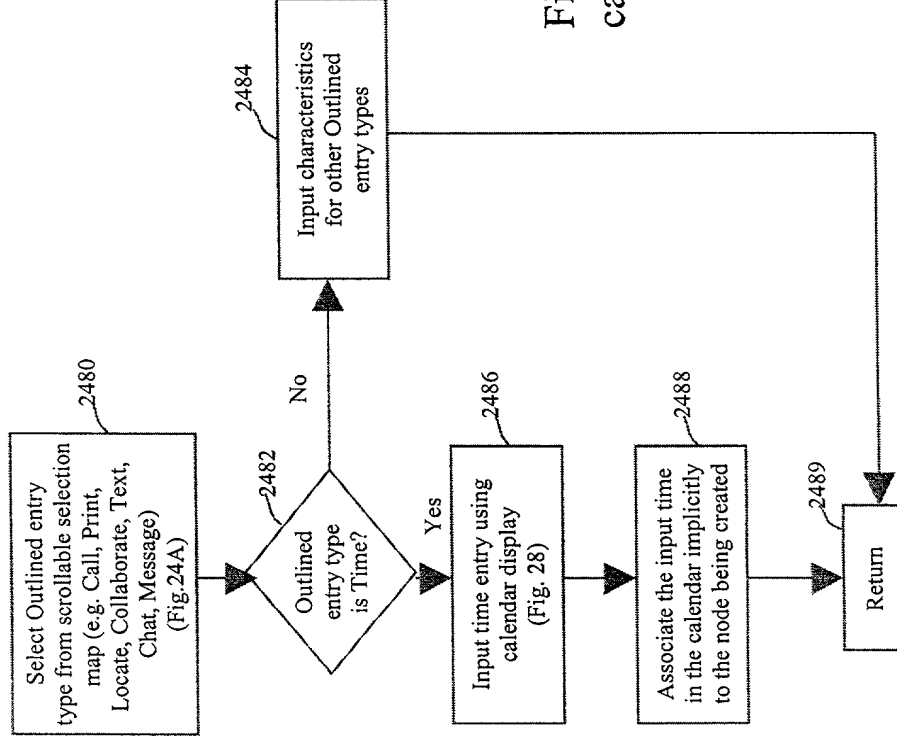 2480
Select Outlined entry
type from scrollable selection
map (e.g. Call, Print,
Locate, Collaborate, Text,
Chat, Message)
(Fig.24A)
2482
Outlined
entry type
is Time?
No
2484
Input characteristics
for other Outlined
entry types
Yes
2486
Input time entry using
calendar display
(Fig. 28)
2488
Associate the input time
in the calendar implicitly
to the node being created
2489
Return